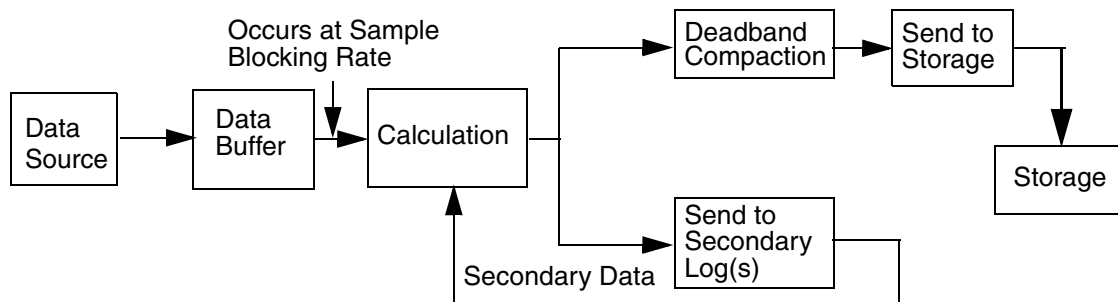 Occurs at Sample
Blocking Rate
Data
Source
Data
Buffer
Calculation
Deadband
Compaction
Send to
Storage
Storage
Send to
Secondary
Log(s)
Secondary Data